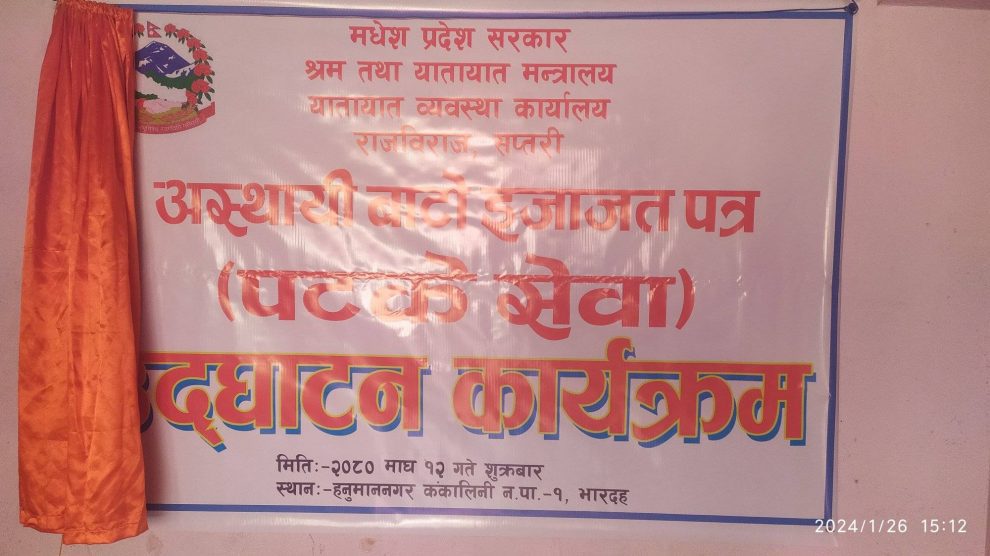 मधेश प्रदेश सरकार
श्रम तथा यातायात मन्त्रालय
यातायात व्यवस्था कार्यालय
राजविराज, सप्तरी
अस्थायी बाटो इजाजत पत्र
(पटके सेवा)
उद्घाटन कार्यक्रम
मिति:-२०८० माघ १२ गते शुक्रबार
स्थान:-हनुमाननगर कंकालिनी न.पा.-१, भारदह
2024/1/26 15:12